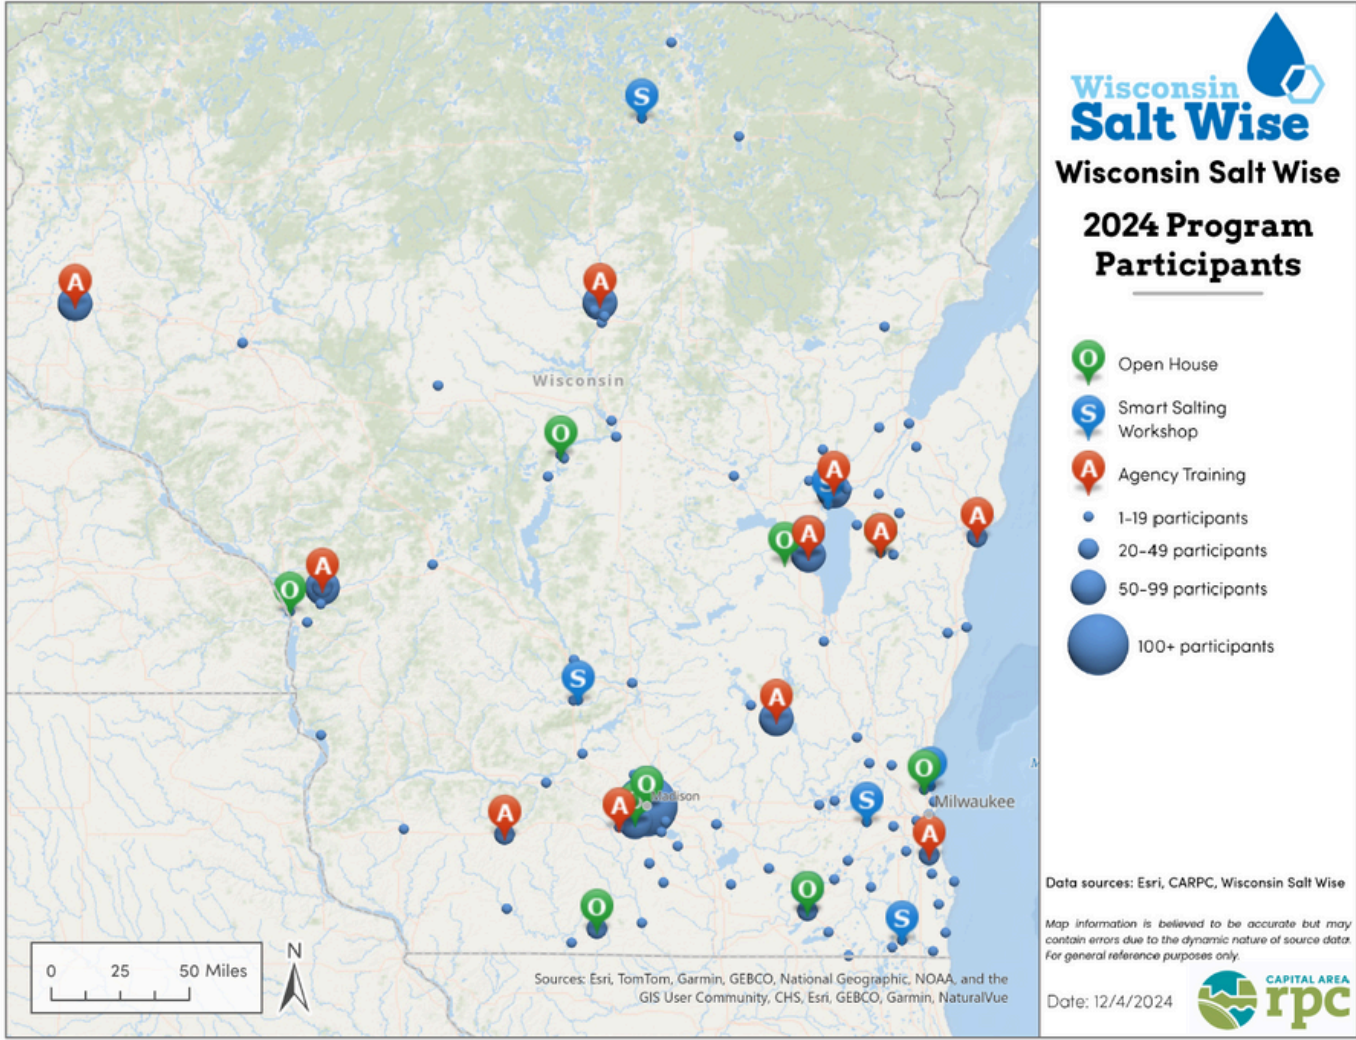 S
A
A
Wisconsin
O
A
S
A
A
O
A
A
O
A
S
A
O
S
O
Madison
A
A
S
Milwaukee
A
O
O
S
0 25 50 Miles
N
Sources: Esri, TomTom, Garmin, GEBCO, National Geographic, NOAA, and the
GIS User Community, CHS, Esri, GEBCO, Garmin, NaturalVue
Wisconsin
Salt Wise
Wisconsin Salt Wise
2024 Program
Participants
O Open House
S Smart Salting
Workshop
A Agency Training
1-19 participants
20-49 participants
50-99 participants
100+ participants
Data sources: Esri, CARPC, Wisconsin Salt Wise
Map information is believed to be accurate but may
contain errors due to the dynamic nature of source data.
For general reference purposes only.
Date: 12/4/2024
CAPITAL AREA
rpc